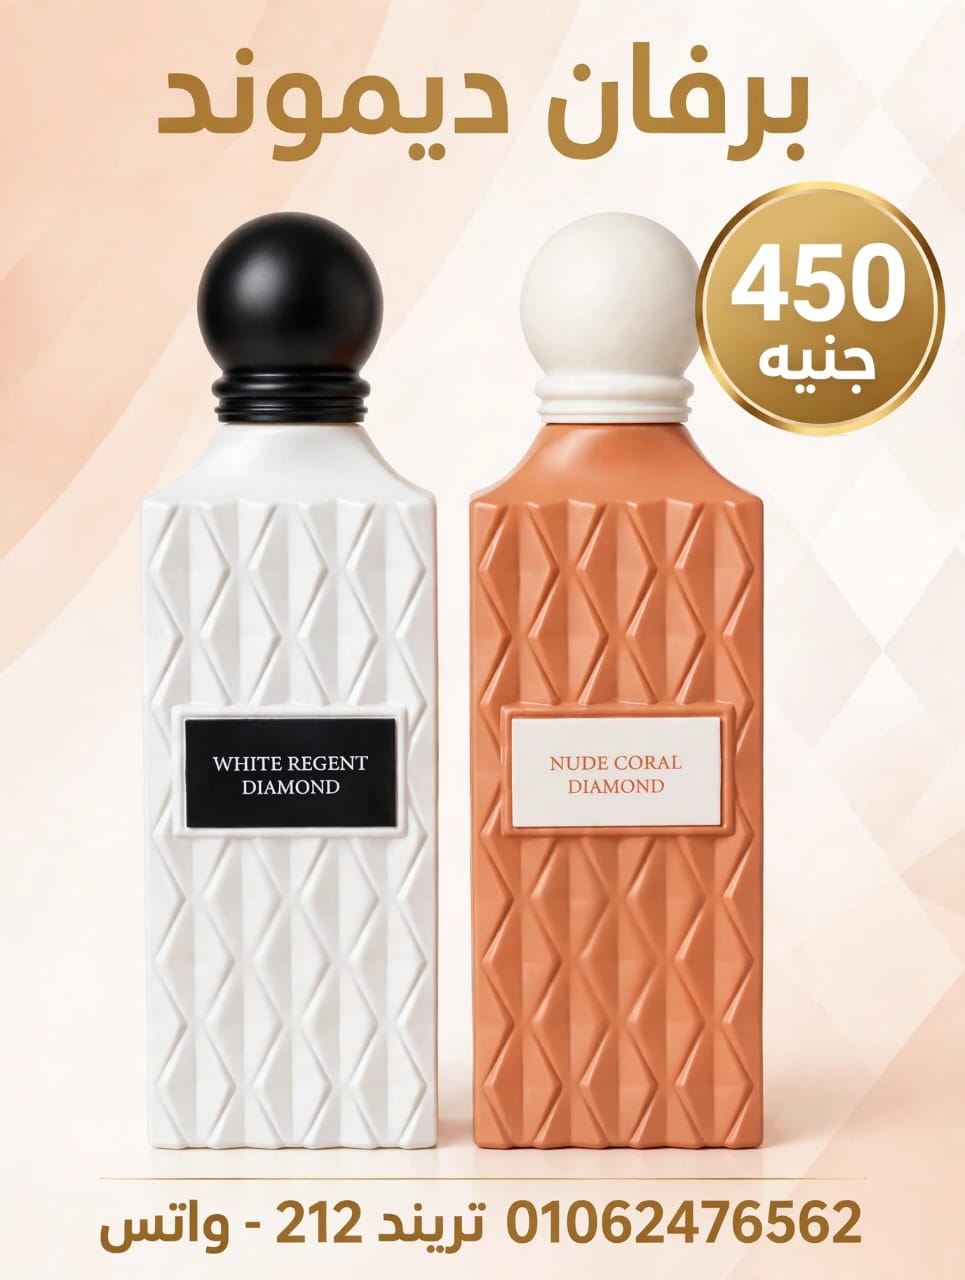 برفان ديموند
450
جنيه
WHITE REGENT
DIAMOND
NUDE CORAL
DIAMOND
تريند 212 - واتس 01062476562